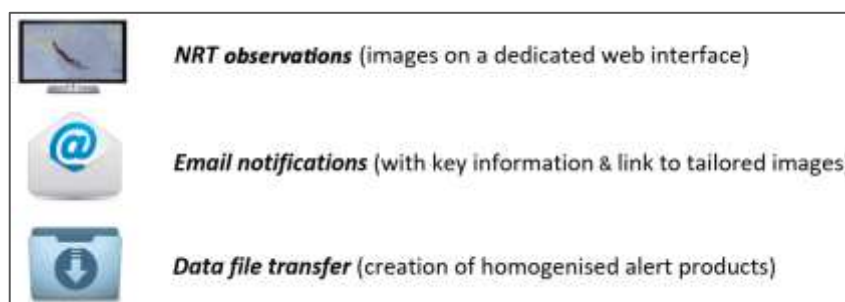 NRT observations (images on a dedicated web interface)
@
Email notifications (with key information & link to tailored images)
Data file transfer (creation of homogenised alert products)